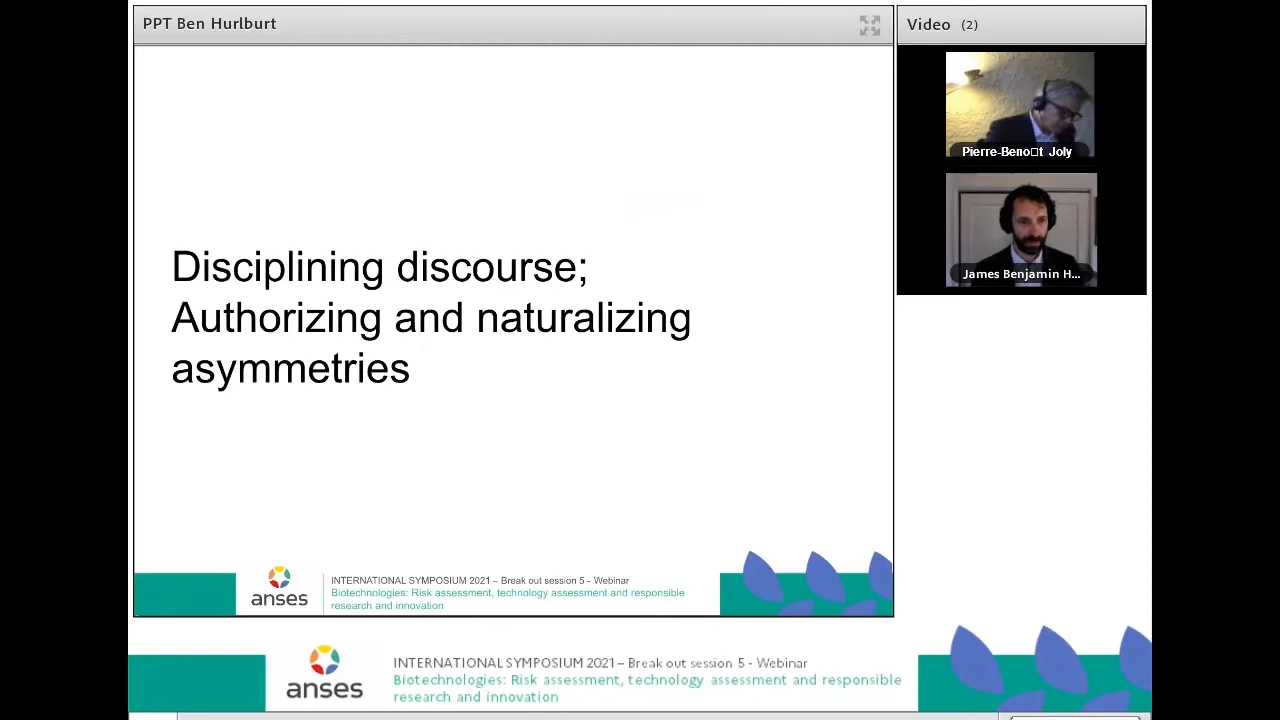 PPT Ben Hurlburt
Video (2)
Pierre-Beno□t Joly
James Benjamin H...
Disciplining discourse;
Authorizing and naturalizing
asymmetries
anses
INTERNATIONAL SYMPOSIUM 2021 – Break out session 5 - Webinar
Biotechnologies: Risk assessment, technology assessment and responsible
research and innovation
anses
INTERNATIONAL SYMPOSIUM 2021 – Break out session 5 - Webinar
Biotechnologies: Risk assessment, technology assessment and responsible
research and innovation